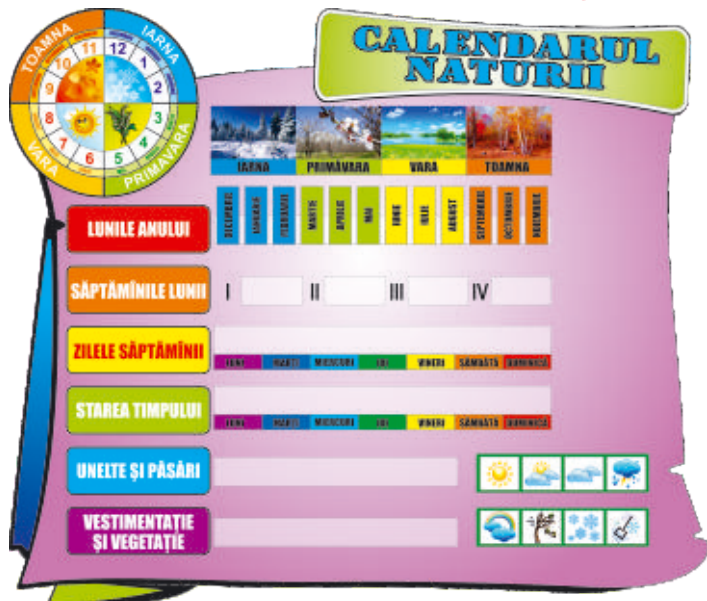 CALENDARUL
NATURII
TOAMNA
IARNA
VARA
PRIMAVARA
12
1
2
3
4
5
6
7
8
9
10
11
IARNA
PRIMĂVARA
VARA
TOAMNA
LUNILE ANULUI
DECEMBRIE
IANUARIE
FEBRUARIE
MARTIE
APRILIE
MAI
IUNIE
IULIE
AUGUST
SEPTEMBRIE
OCTOMBRIE
NOIEMBRIE
SĂPTĂMÎNILE LUNII
I
II
III
IV
ZILELE SĂPTĂMÎNII
LUNI
MARȚI
MIERCURI
JOI
VINERI
SÂMBĂTĂ
DUMINICĂ
STAREA TIMPULUI
LUNI
MARȚI
MIERCURI
JOI
VINERI
SÂMBĂTĂ
DUMINICĂ
UNELTE ȘI PĂSĂRI
VESTIMENTAȚIE
ȘI VEGETAȚIE